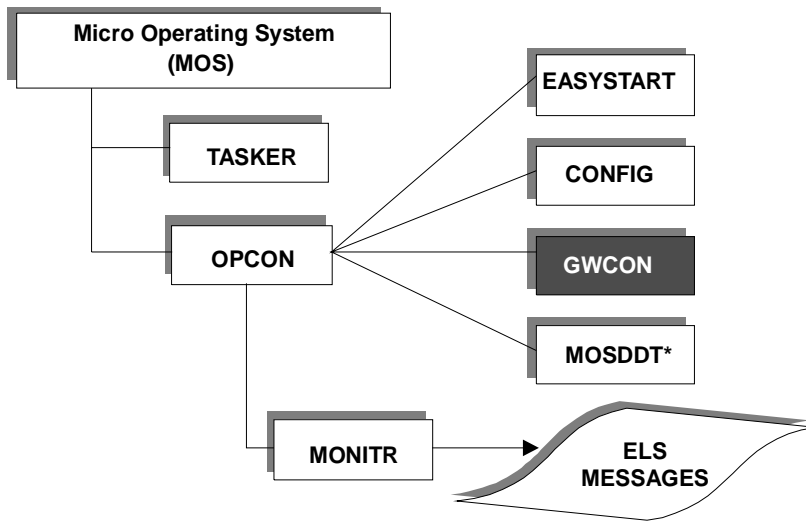 Micro Operating System
(MOS)
EASYSTART
TASKER
CONFIG
OPCON
GWCON
MOSDDT*
MONITR
ELS
MESSAGES